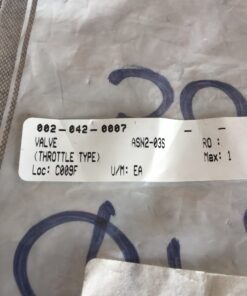 002-042-0007 - -
VALVE ASN2-03S RO :
(THROTTLE TYPE) Max: 1
Loc: C009F U/M: EA